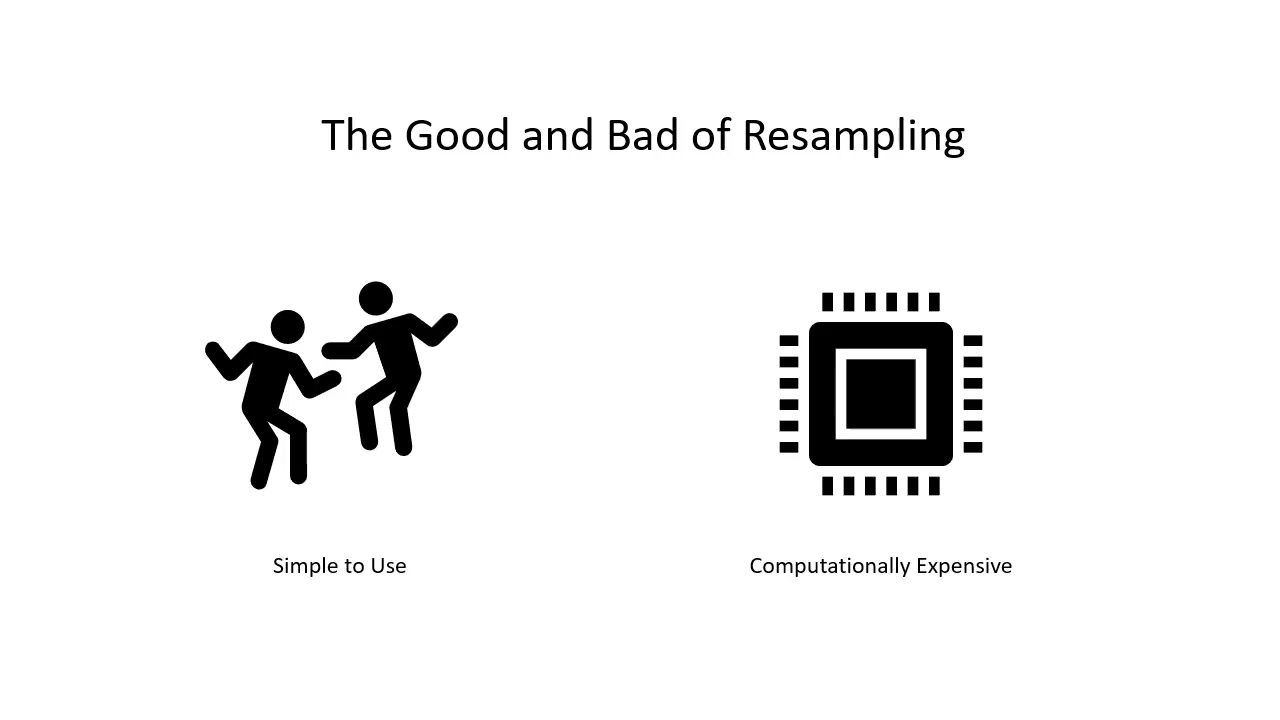 The Good and Bad of Resampling
Simple to Use
Computationally Expensive